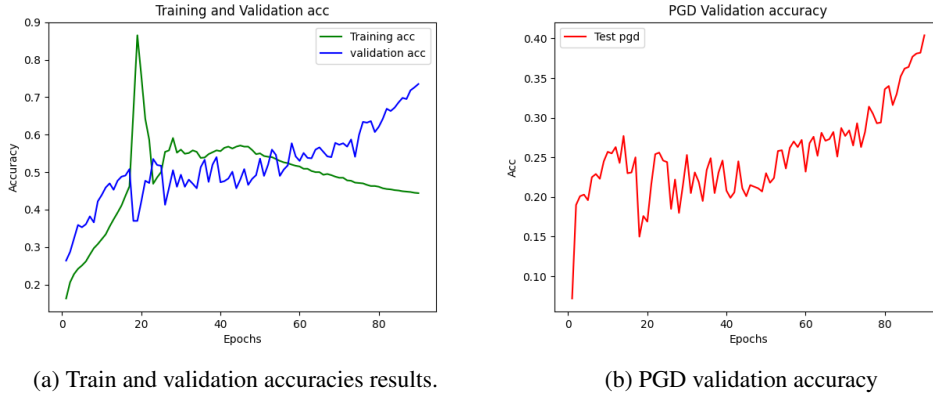 Training and Validation acc
Accuracy
0.9
0.8
0.7
0.6
0.5
0.4
0.3
0.2
Training acc
validation acc
0
20
40
60
80
Epochs
(a) Train and validation accuracies results.
PGD Validation accuracy
Acc
0.40
0.35
0.30
0.25
0.20
0.15
0.10
Test pgd
0
20
40
60
80
Epochs
(b) PGD validation accuracy